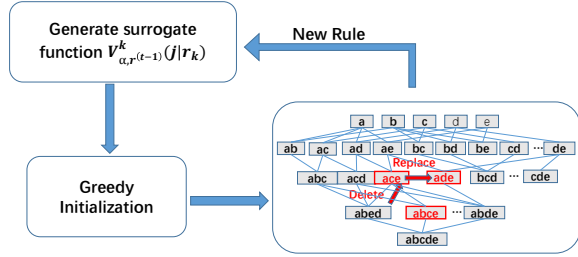 Generate surrogate
function V^k_{α,r^{(t−1)}}(j|r_k)
New Rule
Greedy
Initialization
a b c d e
ab ac ad ae bc bd be cd ··· de
Replace
abc acd ace ade bcd ··· cde
Delete
abed abce ··· abde
abcde